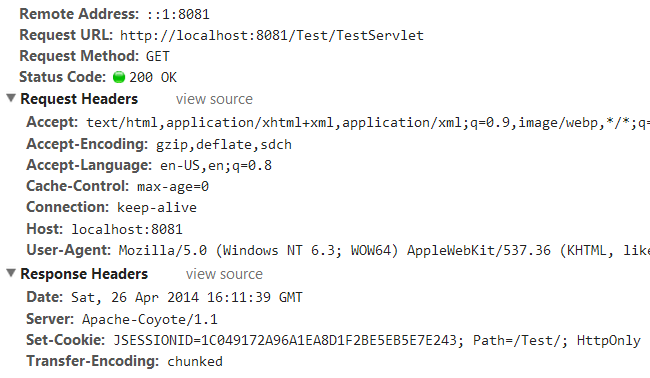 Remote Address: ::1:8081
Request URL: http://localhost:8081/Test/TestServlet
Request Method: GET
Status Code: 200 OK
Request Headers view source
Accept: text/html,application/xhtml+xml,application/xml;q=0.9,image/webp,*/*;q=
Accept-Encoding: gzip,deflate,sdch
Accept-Language: en-US,en;q=0.8
Cache-Control: max-age=0
Connection: keep-alive
Host: localhost:8081
User-Agent: Mozilla/5.0 (Windows NT 6.3; WOW64) AppleWebKit/537.36 (KHTML, lik
Response Headers view source
Date: Sat, 26 Apr 2014 16:11:39 GMT
Server: Apache-Coyote/1.1
Set-Cookie: JSESSIONID=1C049172A96A1EA8D1F2BE5EB5E7E243; Path=/Test/; HttpOnly
Transfer-Encoding: chunked